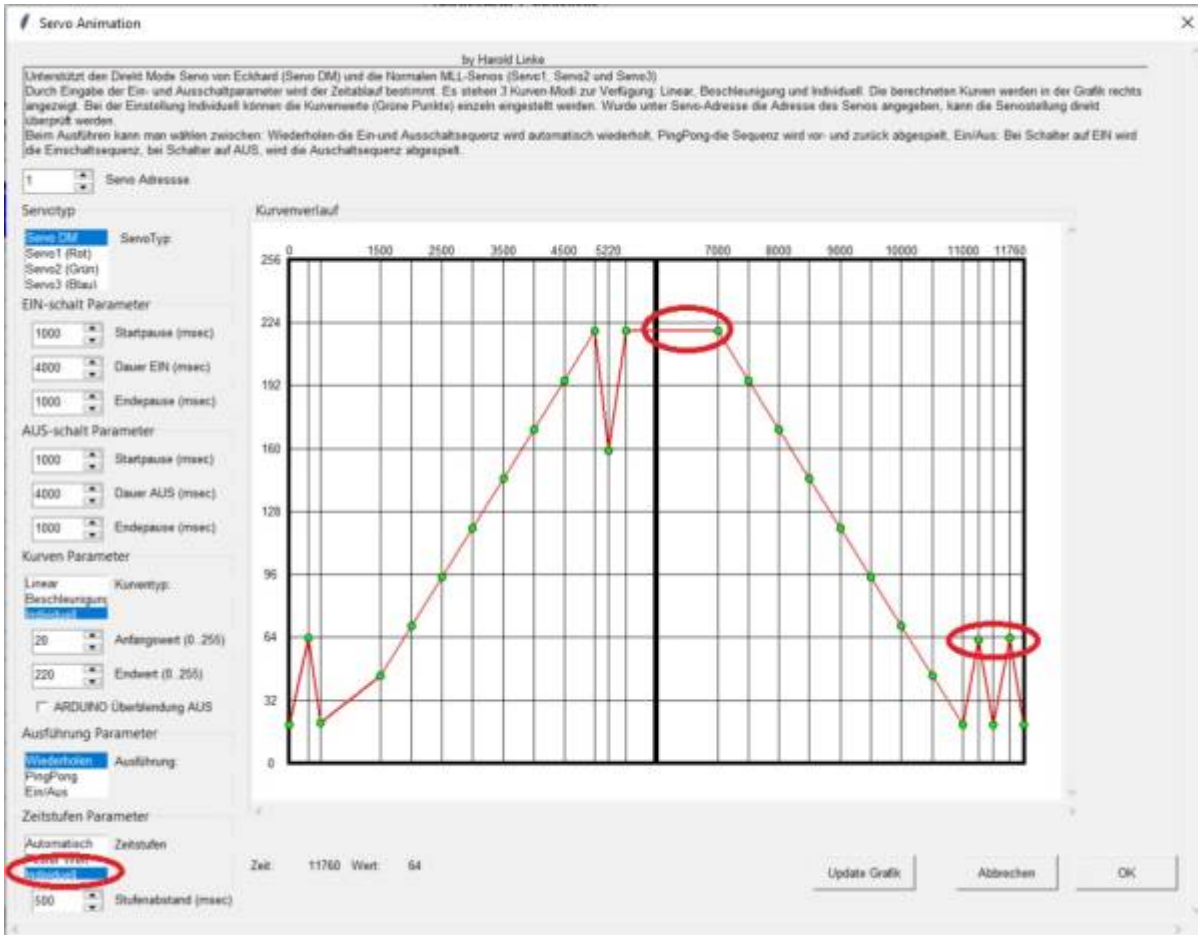 Servo Animation
by Harold Linke
Unterstützt den Direkt Mode Servo von Eckhard (Servo DM) und die Normalen MLL-Servos (Servo1, Servo2 und Servo3)
Durch Eingabe der Ein- und Ausschaltparameter wird der Zeitablauf bestimmt. Es stehen 3 Kurven-Modi zur Verfügung: Linear, Beschleunigung und Individuell. Die berechneten Kurven werden in der Grafik rechts
angezeigt. Bei der Einstellung Individuell können die Kurvenwerte (Grüne Punkte) einzeln eingestellt werden. Wurde unter Servo-Adresse die Adresse des Servos angegeben, kann die Servostellung direkt
überprüft werden.
Beim Ausführen kann man wählen zwischen: Wiederholen-die Ein-und Ausschaltsequenz wird automatisch wiederholt, PingPong-die Sequenz wird vor- und zurück abgespielt, Ein/Aus: Bei Schalter auf EIN wird
die Einschaltsequenz, bei Schalter auf AUS, wird die Auschaltsequenz abgespielt.
1 Servo Adressse
Servotyp
Servo DM ServoTyp:
Servo1 (Rot)
Servo2 (Grün)
Servo3 (Blau)
EIN-schalt Parameter
1000 Startpause (msec)
4000 Dauer EIN (msec)
1000 Endepause (msec)
AUS-schalt Parameter
1000 Startpause (msec)
4000 Dauer AUS (msec)
1000 Endepause (msec)
Kurven Parameter
Linear Kurventyp:
Beschleunigung
Individuell
20 Anfangswert (0..255)
220 Endwert (0..255)
ARDUINO Überblendung AUS
Ausführung Parameter
Wiederholen Ausführung:
PingPong
Ein/Aus
Zeitstufen Parameter
Automatisch Zeitstufen
Individuell
500 Stufenabstand (msec)
Kurvenverlauf
0 1500 2500 3500 4500 5220 7000 8000 9000 10000 11000 11760
256
224
192
160
128
96
64
32
0
Zeit: 11760 Wert: 64
Update Grafik Abbrechen OK